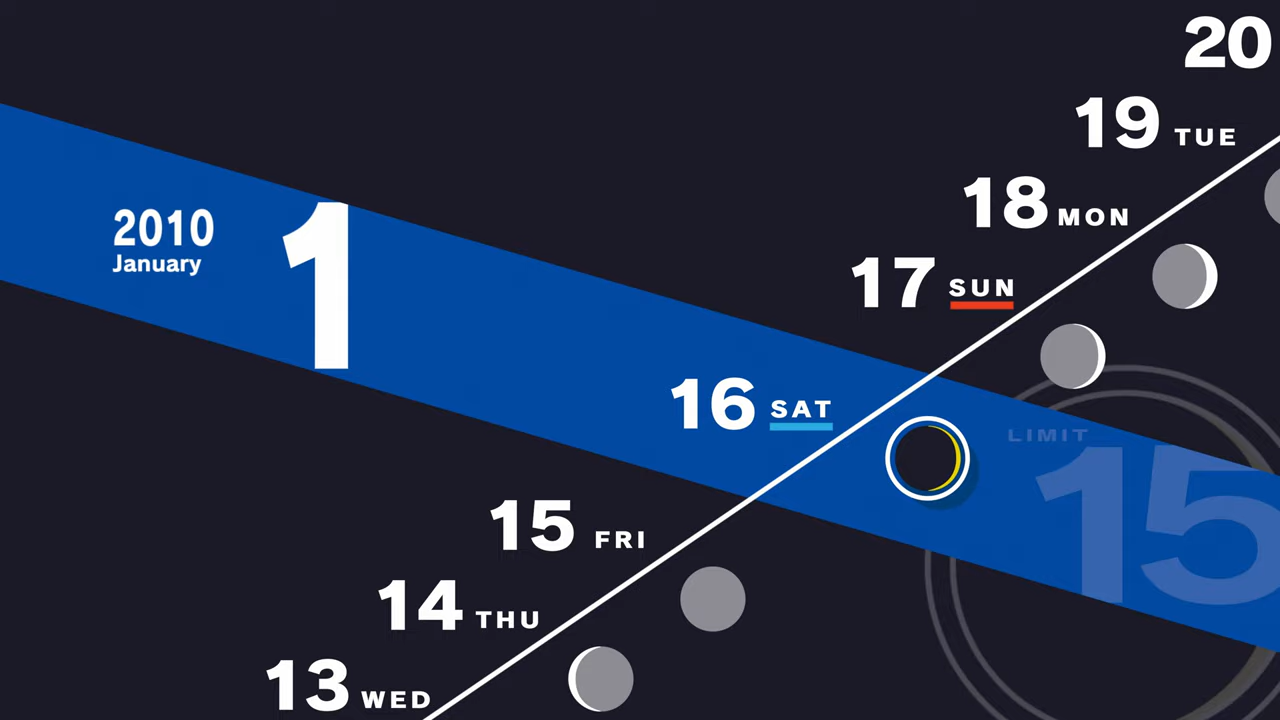 20
19 TUE
18 MON
17 SUN
2010
January
1
16 SAT
LIMIT
15
15 FRI
14 THU
13 WED